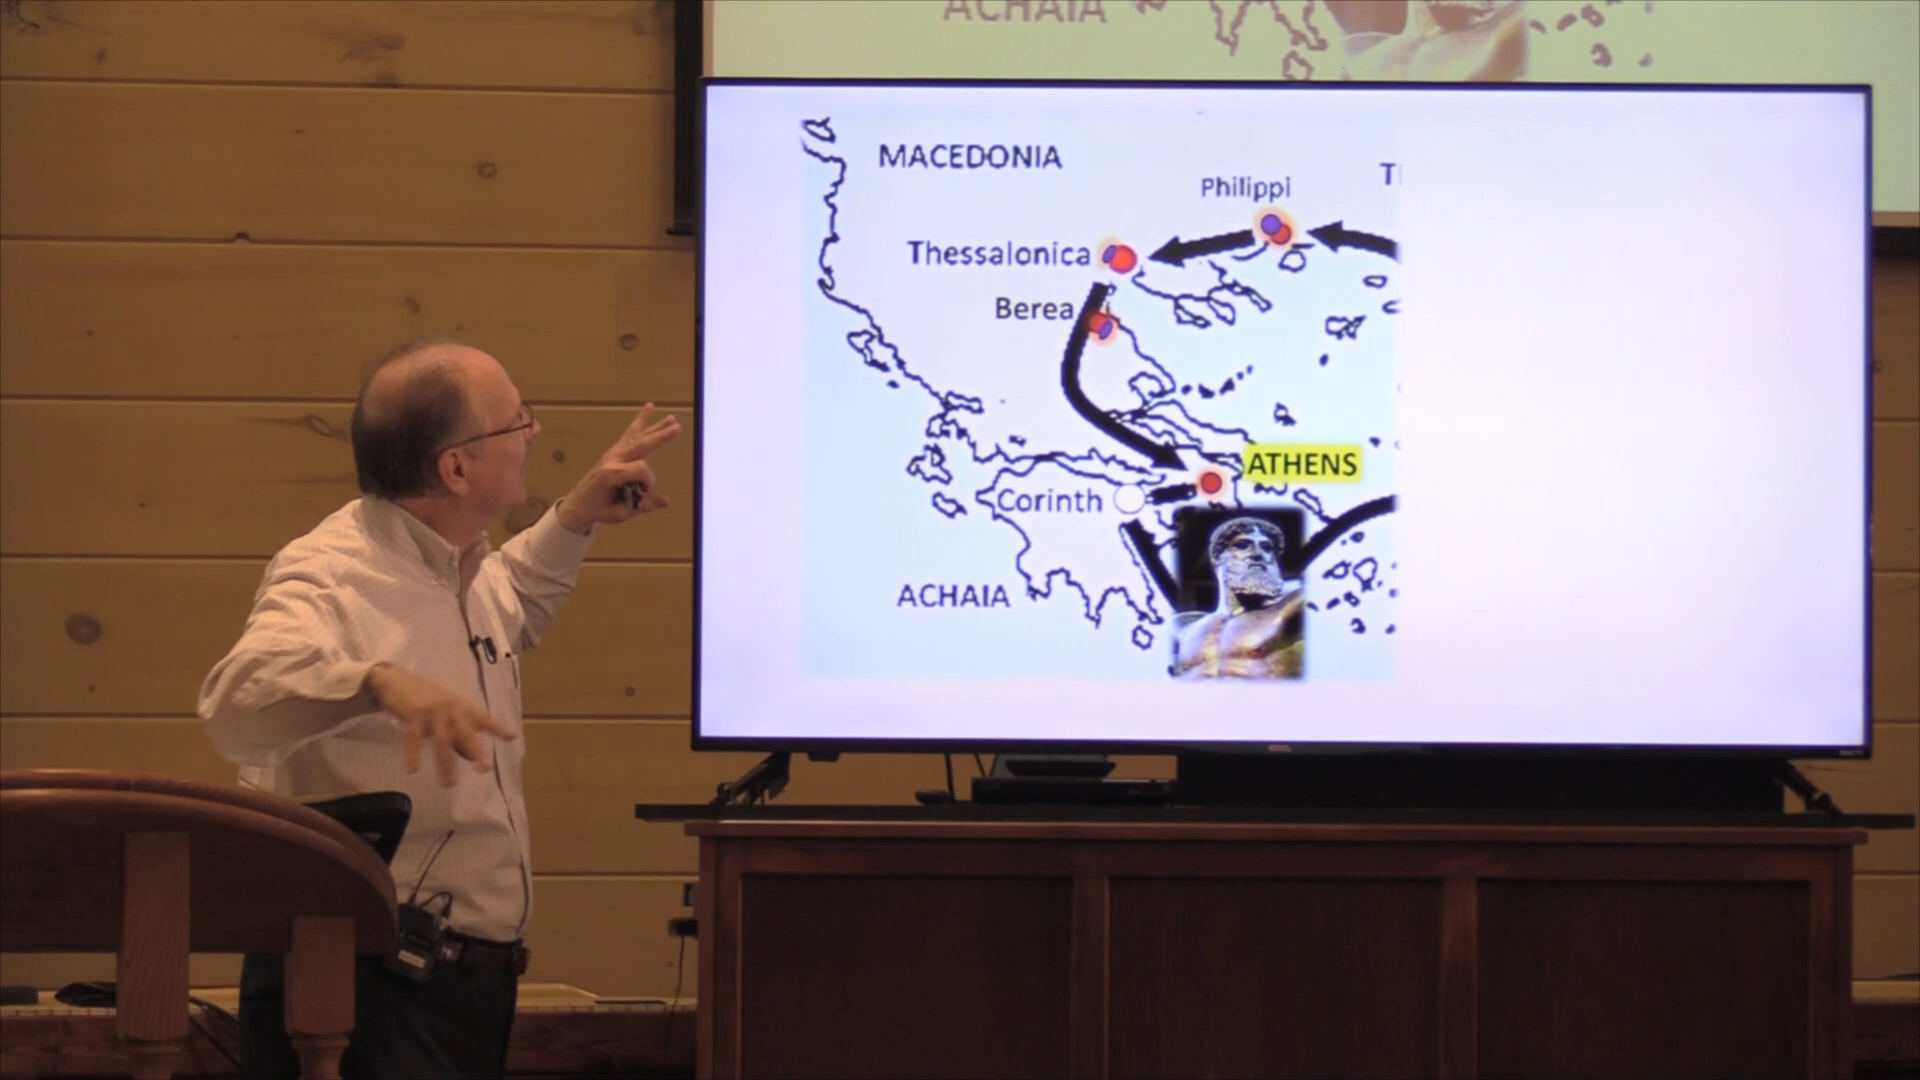 ACHAIA
MACEDONIA
Philippi
T
Thessalonica
Berea
ATHENS
Corinth
ACHAIA